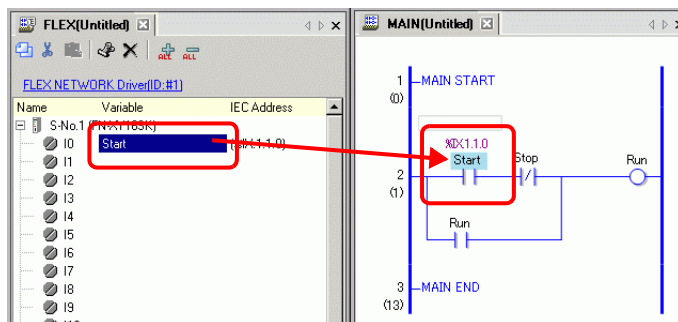 FLEX(Untitled)
ALL ALL
FLEX NETWORK Driver(ID:#1)
Name Variable IEC Address
S-No.1
I0 Start
I1
I2
I3
I4
I5
I6
I7
I8
I9
MAIN(Untitled)
1 MAIN START
(0)
%IX1.1.0
Start Stop Run
2
(1)
Run
3 MAIN END
(13)